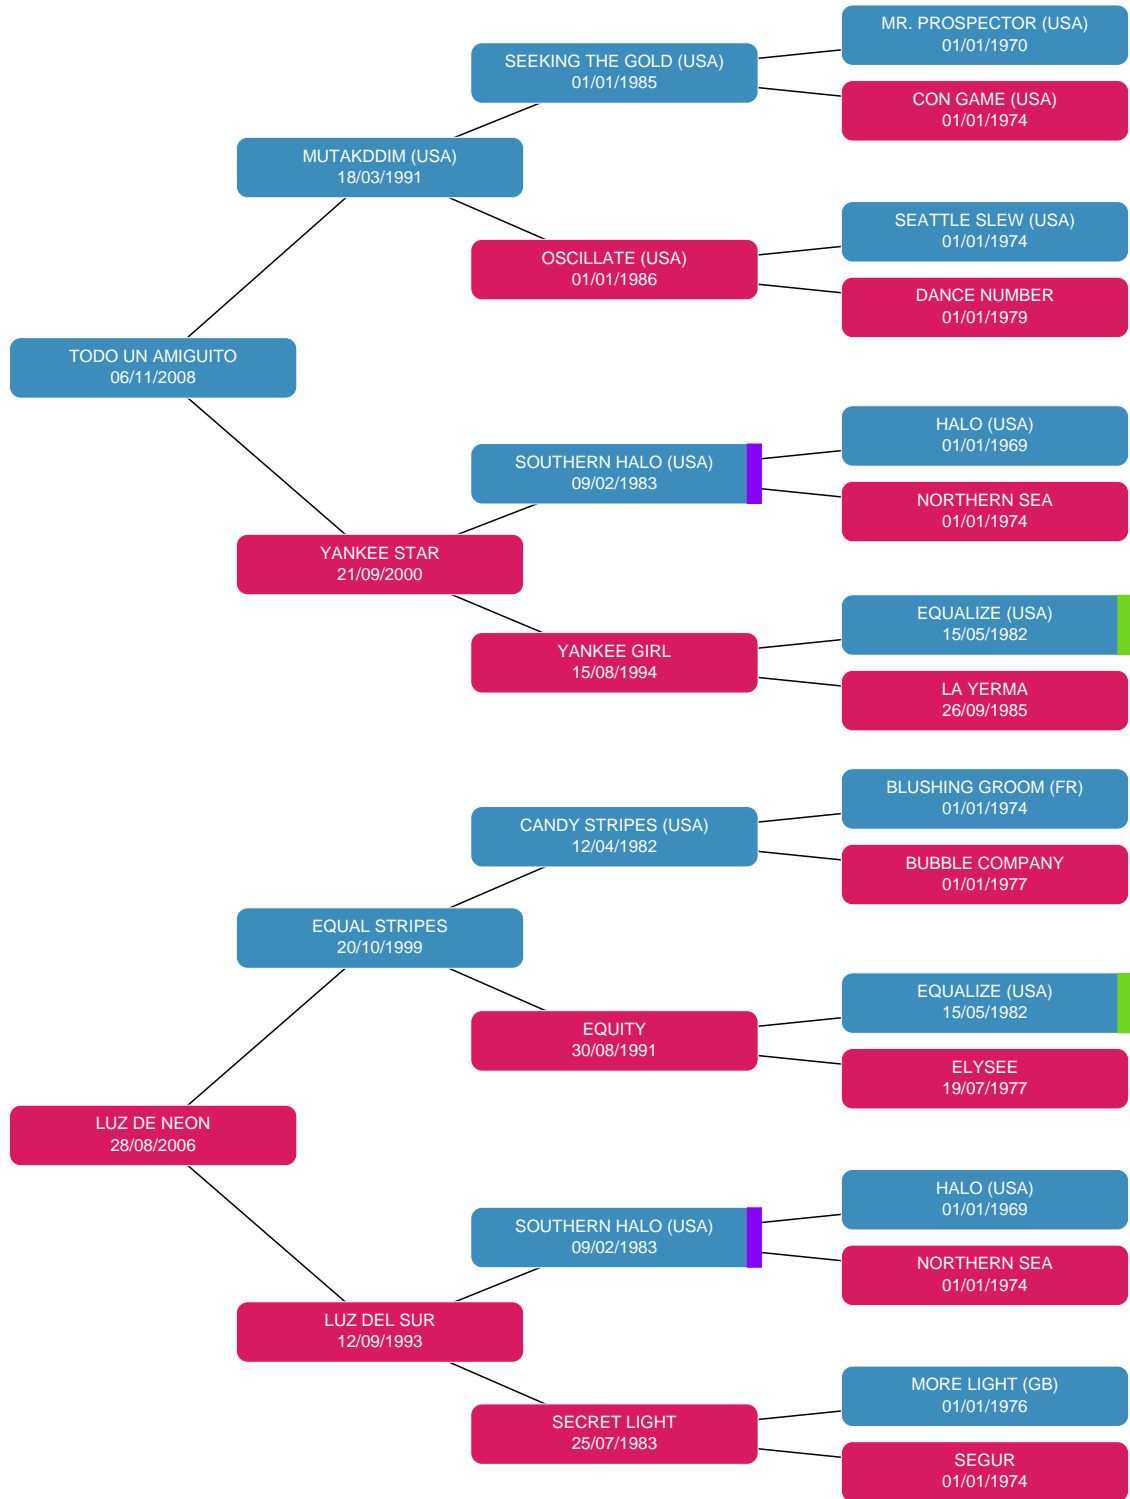 MR. PROSPECTOR (USA)
01/01/1970
SEEKING THE GOLD (USA)
01/01/1985
CON GAME (USA)
01/01/1974
MUTAKDDIM (USA)
18/03/1991
SEATTLE SLEW (USA)
01/01/1974
OSCILLATE (USA)
01/01/1986
DANCE NUMBER
01/01/1979
TODO UN AMIGUITO
06/11/2008
HALO (USA)
01/01/1969
SOUTHERN HALO (USA)
09/02/1983
NORTHERN SEA
01/01/1974
YANKEE STAR
21/09/2000
EQUALIZE (USA)
15/05/1982
YANKEE GIRL
15/08/1994
LA YERMA
26/09/1985
BLUSHING GROOM (FR)
01/01/1974
CANDY STRIPES (USA)
12/04/1982
BUBBLE COMPANY
01/01/1977
EQUAL STRIPES
20/10/1999
EQUALIZE (USA)
15/05/1982
EQUITY
30/08/1991
ELYSEE
19/07/1977
LUZ DE NEON
28/08/2006
HALO (USA)
01/01/1969
SOUTHERN HALO (USA)
09/02/1983
NORTHERN SEA
01/01/1974
LUZ DEL SUR
12/09/1993
MORE LIGHT (GB)
01/01/1976
SECRET LIGHT
25/07/1983
SEGUR
01/01/1974